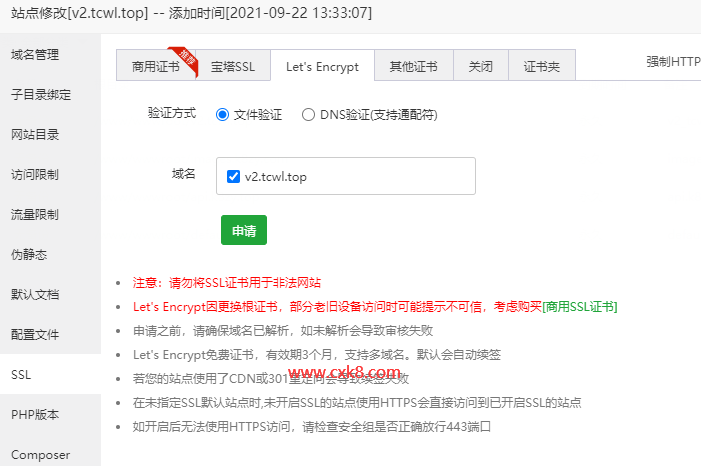 站点修改[v2.tcwl.top] -- 添加时间[2021-09-22 13:33:07]
域名管理
子目录绑定
网站目录
访问限制
流量限制
伪静态
默认文档
配置文件
SSL
PHP版本
Composer
商用证书 推荐 宝塔SSL Let's Encrypt 其他证书 关闭 证书夹 强制HTTP
验证方式 文件验证 DNS验证(支持通配符)
域名 v2.tcwl.top
申请
注意：请勿将SSL证书用于非法网站
Let's Encrypt因更换根证书，部分老旧设备访问时可能提示不可信，考虑购买[商用SSL证书]
申请之前，请确保域名已解析，如未解析会导致审核失败
Let's Encrypt免费证书，有效期3个月，支持多域名。默认会自动续签
若您的站点使用了CDN或301重定向会导致续签失败
www.cxk8.com
在未指定SSL默认站点时,未开启SSL的站点使用HTTPS会直接访问到已开启SSL的站点
如开启后无法使用HTTPS访问，请检查安全组是否正确放行443端口